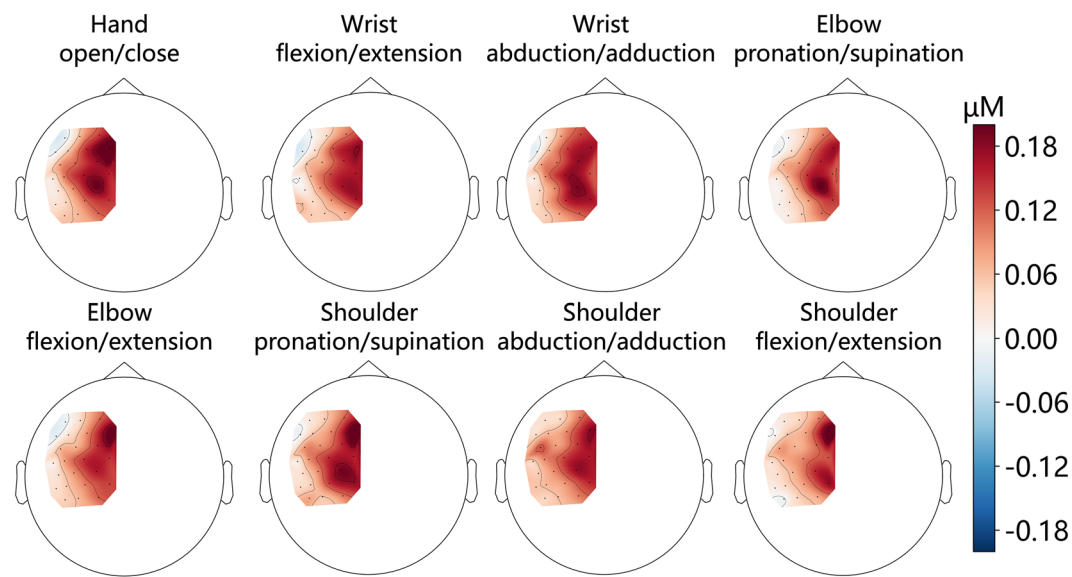 Hand
open/close
Wrist
flexion/extension
Wrist
abduction/adduction
Elbow
pronation/supination
μM
0.18
0.12
0.06
0.00
-0.06
-0.12
-0.18
Elbow
flexion/extension
Shoulder
pronation/supination
Shoulder
abduction/adduction
Shoulder
flexion/extension